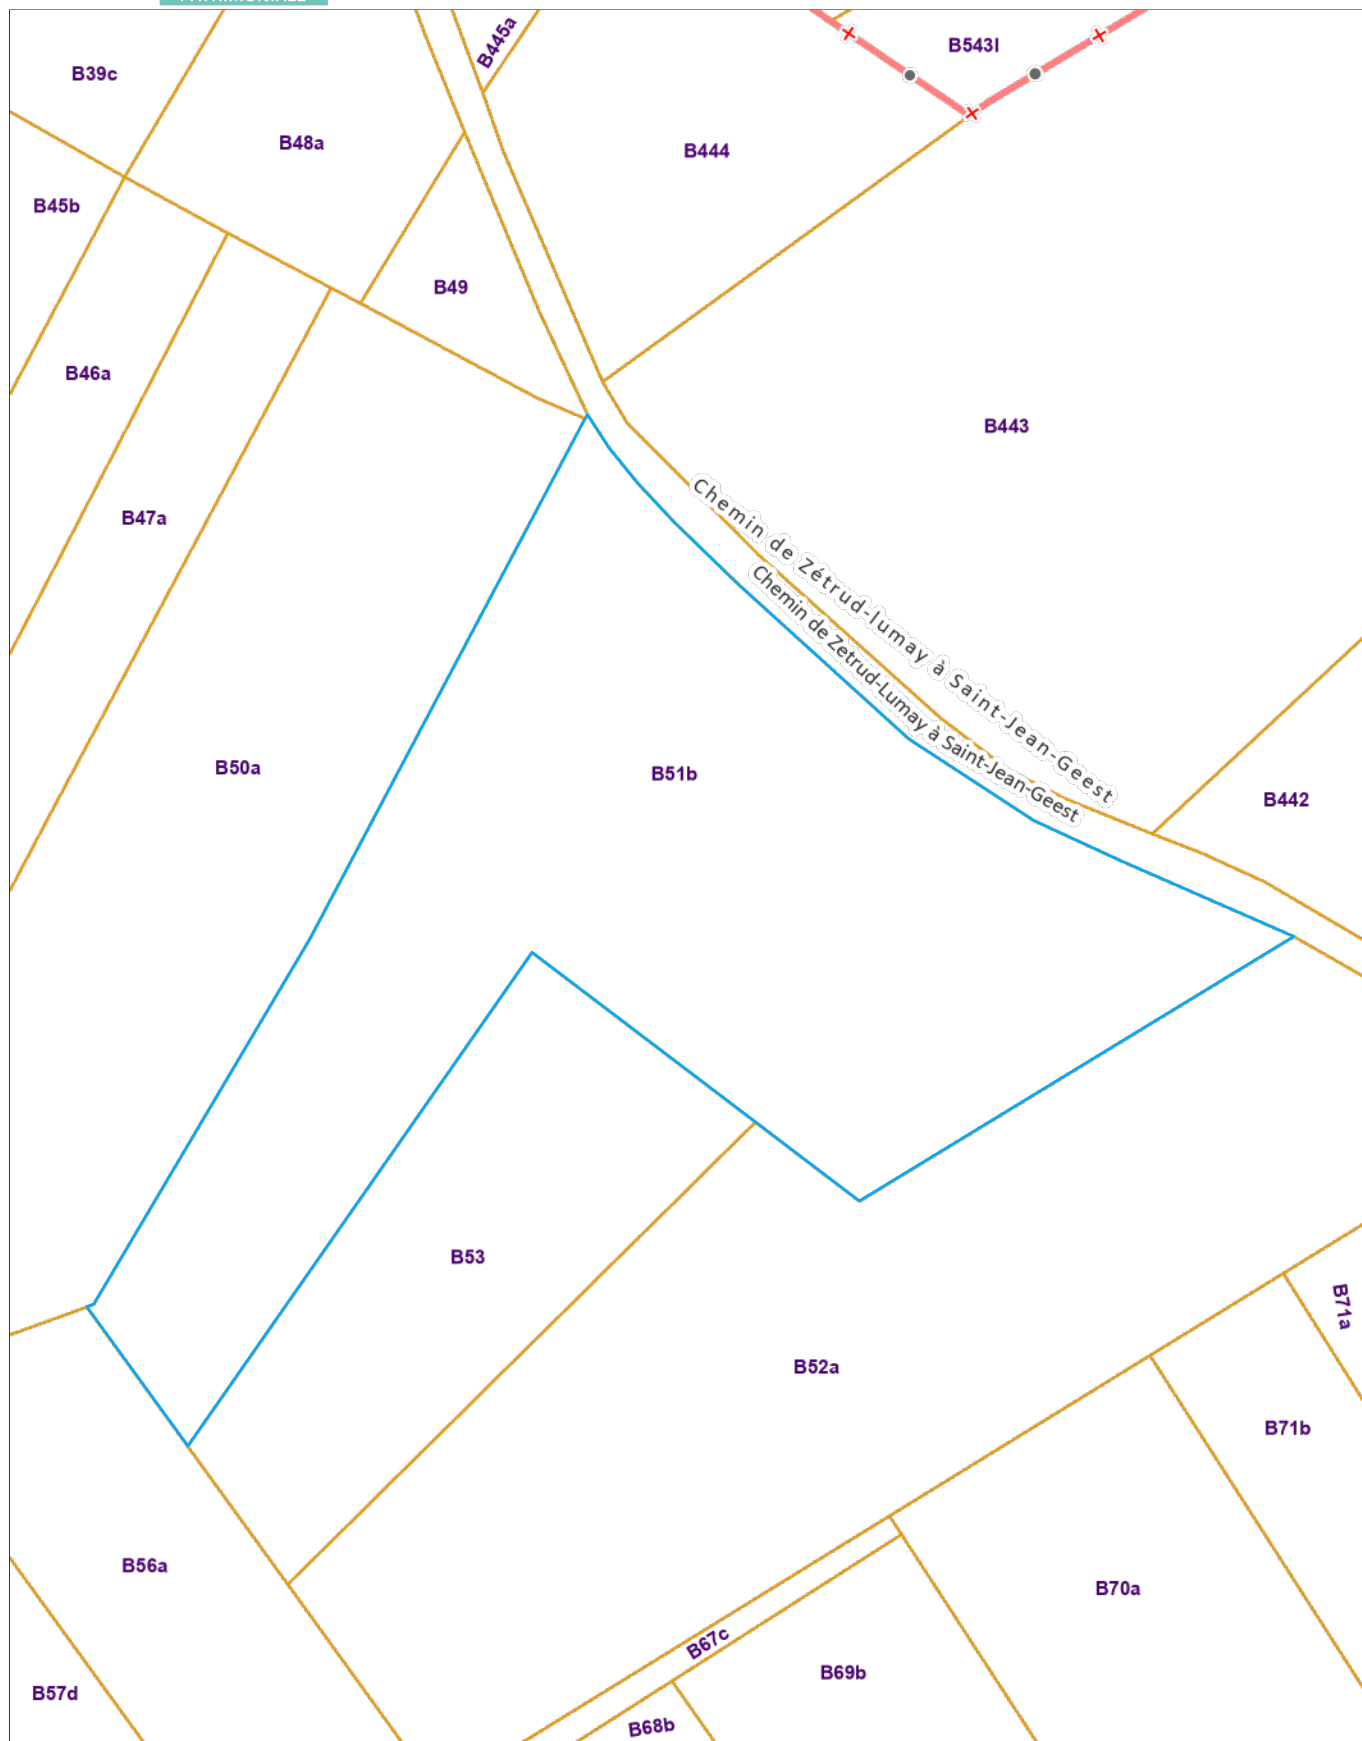 B445a
B543l
B39c
B48a
B444
B45b
B49
B46a
B443
B47a
Chemin de Zétrud-lumay à Saint-Jean-Geest
Chemin de Zetrud-Lumay à Saint-Jean-Geest
B50a
B51b
B442
B53
B71a
B52a
B71b
B56a
B70a
B67c
B69b
B57d
B68b